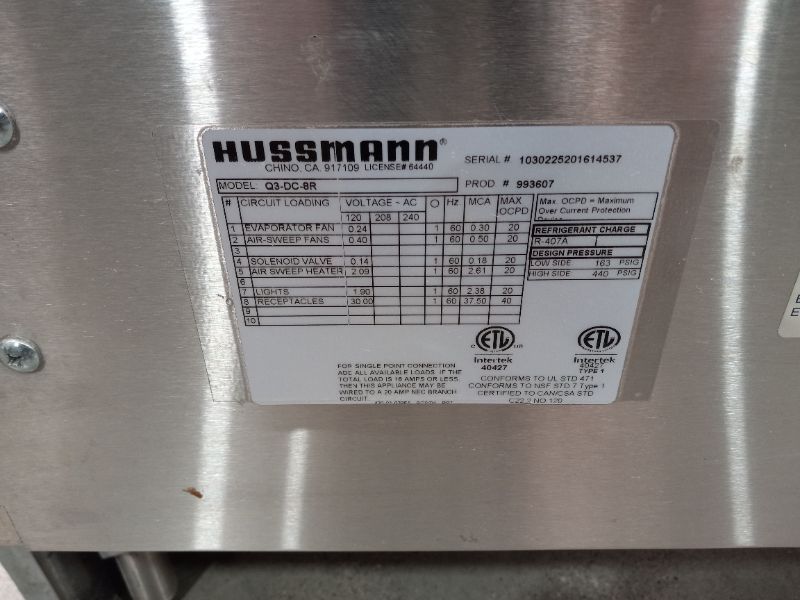 HUSSMANN®
CHINO, CA. 917109 LICENSE# 64440
SERIAL # 1030225201614537
MODEL: Q3-DC-8R
PROD # 993607
# CIRCUIT LOADING VOLTAGE - AC O Hz MCA MAX OCPD
120 208 240
1 EVAPORATOR FAN 0.24 1 60 0.30 20
2 AIR-SWEEP FANS 0.40 1 60 0.50 20
3
4 SOLENOID VALVE 0.14 1 60 0.18 20
5 AIR SWEEP HEATER 2.09 1 60 2.61 20
6
7 LIGHTS 1.90 1 60 2.38 20
8 RECEPTACLES 30.00 1 60 37.50 40
9
10
Max. OCPD = Maximum
Over Current Protection
REFRIGERANT CHARGE
R-407A
DESIGN PRESSURE
LOW SIDE 163 PSIG
HIGH SIDE 440 PSIG
FOR SINGLE POINT CONNECTION
ADE ALL AVAILABLE LOADS. IF THE
TOTAL LOAD IS 16 AMPS OR LESS
THEN THIS APPLIANCE MAY BE
WIRED TO A 20 AMP NEC BRANCH
CIRCUIT.
c ETL us
Intertek
40427
ETL
Intertek
40427
TYPE 1
CONFORMS TO UL STD 471
CONFORMS TO NSF STD 7 Type 1
CERTIFIED TO CAN/CSA STD
C22.2 NO.120